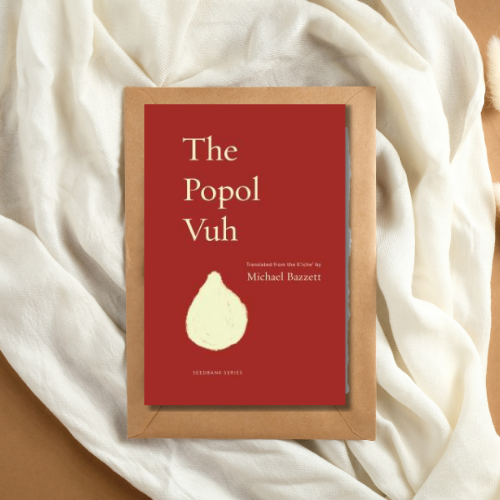 The
Popol
Vuh
Translated from the K'iche' by
Michael Bazzett
SEEDBANK SERIES